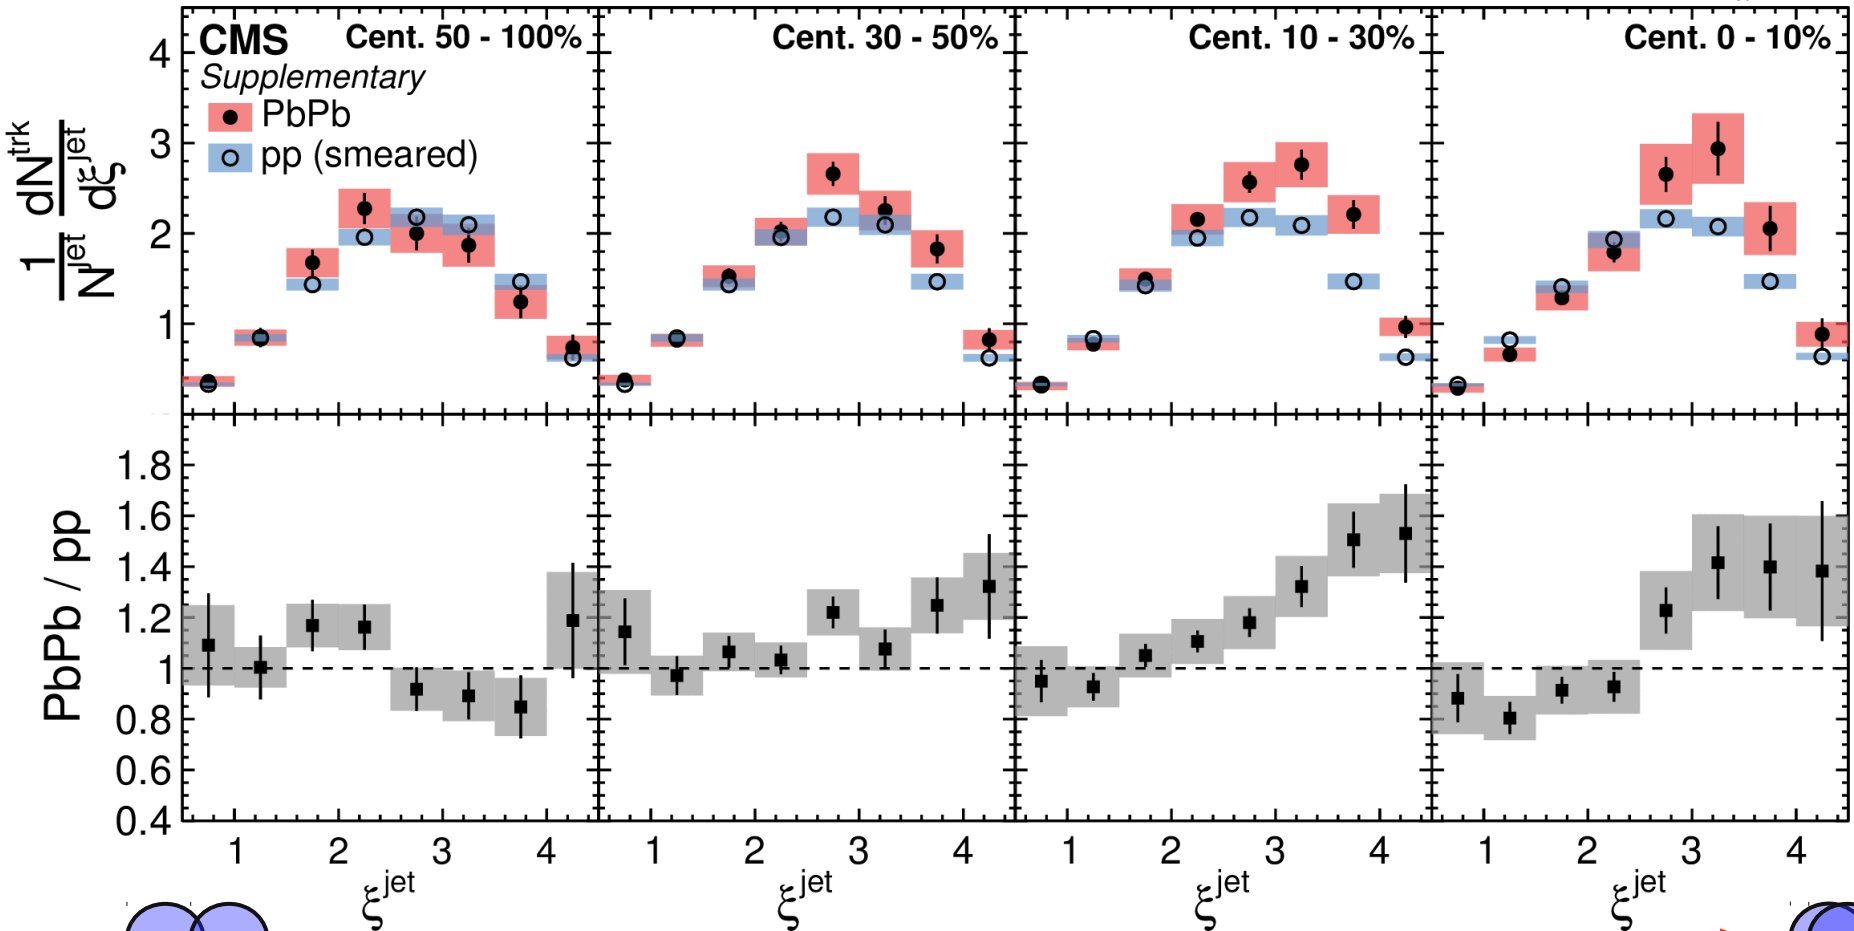 CMS
Supplementary
PbPb
pp (smeared)
Cent. 50 - 100%
Cent. 30 - 50%
Cent. 10 - 30%
Cent. 0 - 10%
1/N^jet dN^trk/dξ^jet
4
3
2
1
PbPb / pp
1.8
1.6
1.4
1.2
1
0.8
0.6
0.4
1 2 3 4 1 2 3 4 1 2 3 4 1 2 3 4
ξ^jet ξ^jet ξ^jet ξ^jet